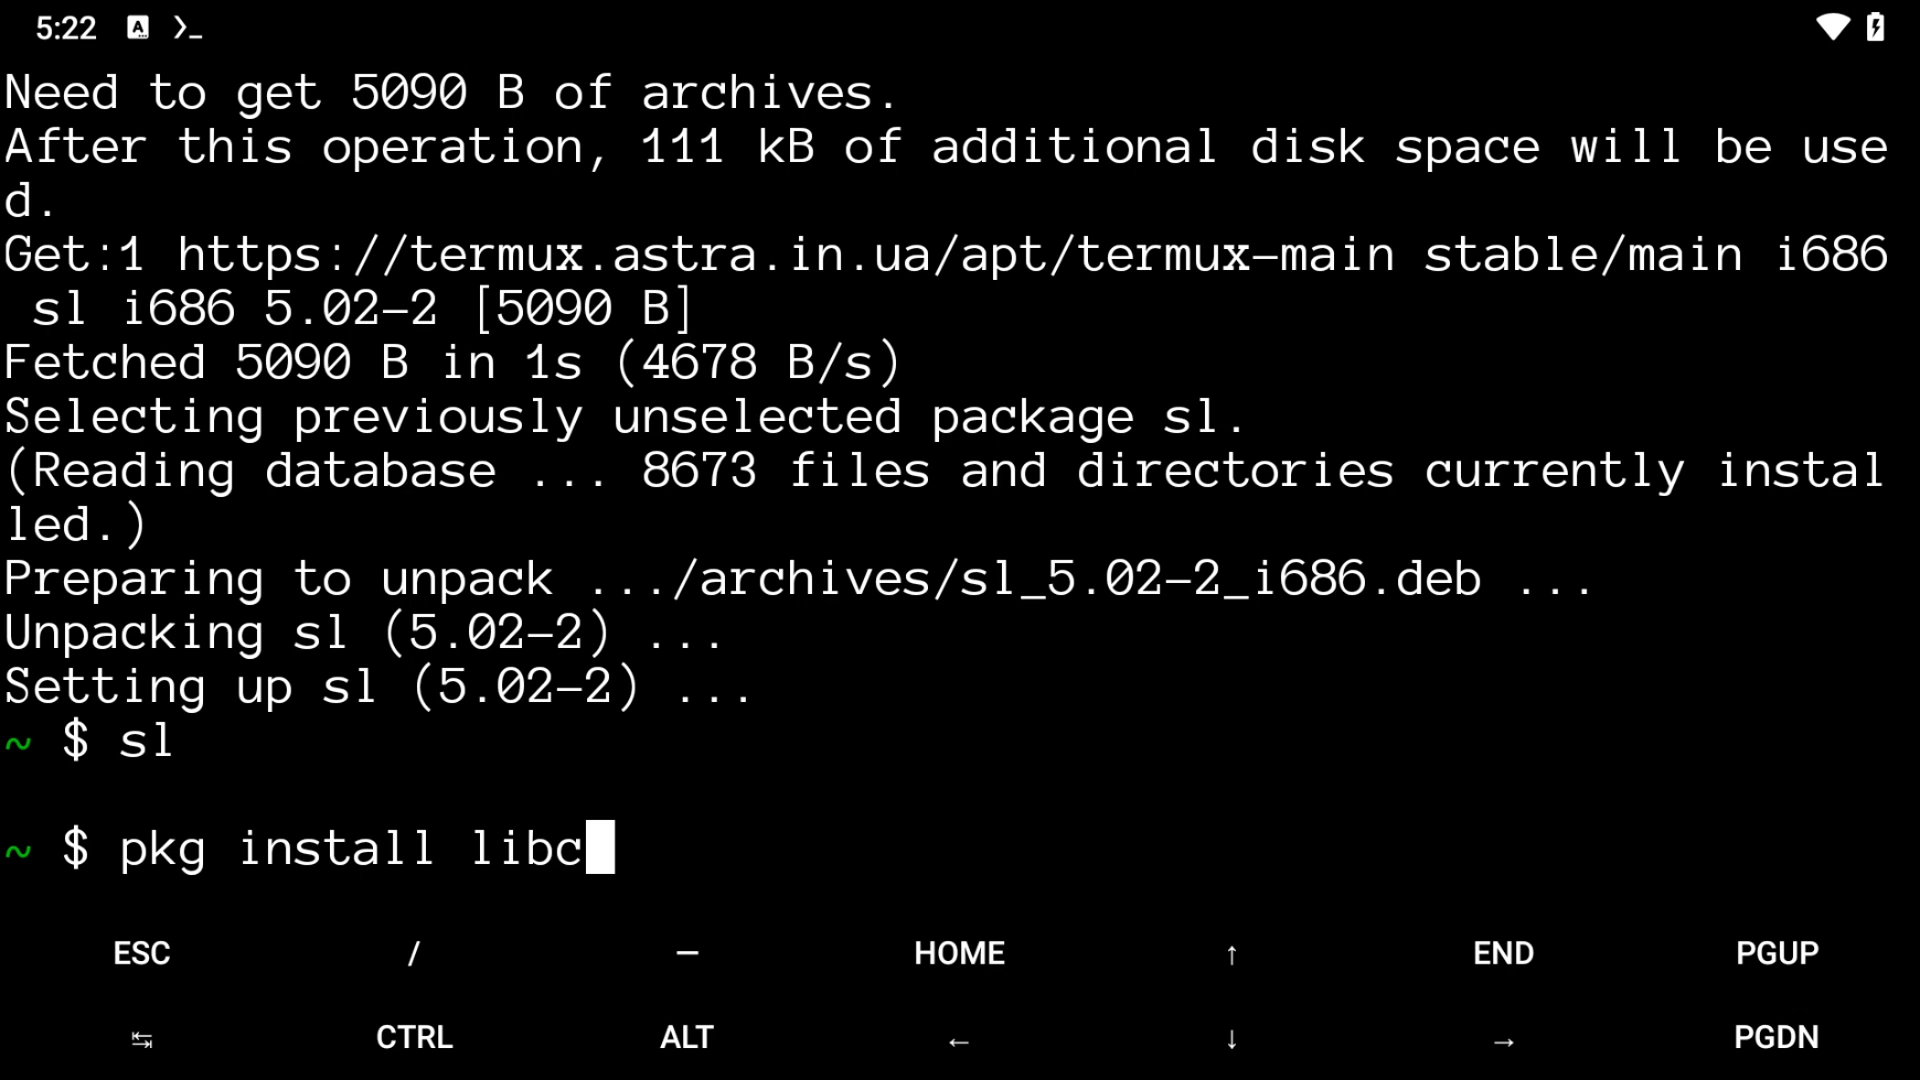 5:22
Need to get 5090 B of archives.
After this operation, 111 kB of additional disk space will be use
d.
Get:1 https://termux.astra.in.ua/apt/termux-main stable/main i686
 sl i686 5.02-2 [5090 B]
Fetched 5090 B in 1s (4678 B/s)
Selecting previously unselected package sl.
(Reading database ... 8673 files and directories currently instal
led.)
Preparing to unpack .../archives/sl_5.02-2_i686.deb ...
Unpacking sl (5.02-2) ...
Setting up sl (5.02-2) ...
~ $ sl
~ $ pkg install libc
ESC / — HOME ↑ END PGUP
↹ CTRL ALT ← ↓ → PGDN